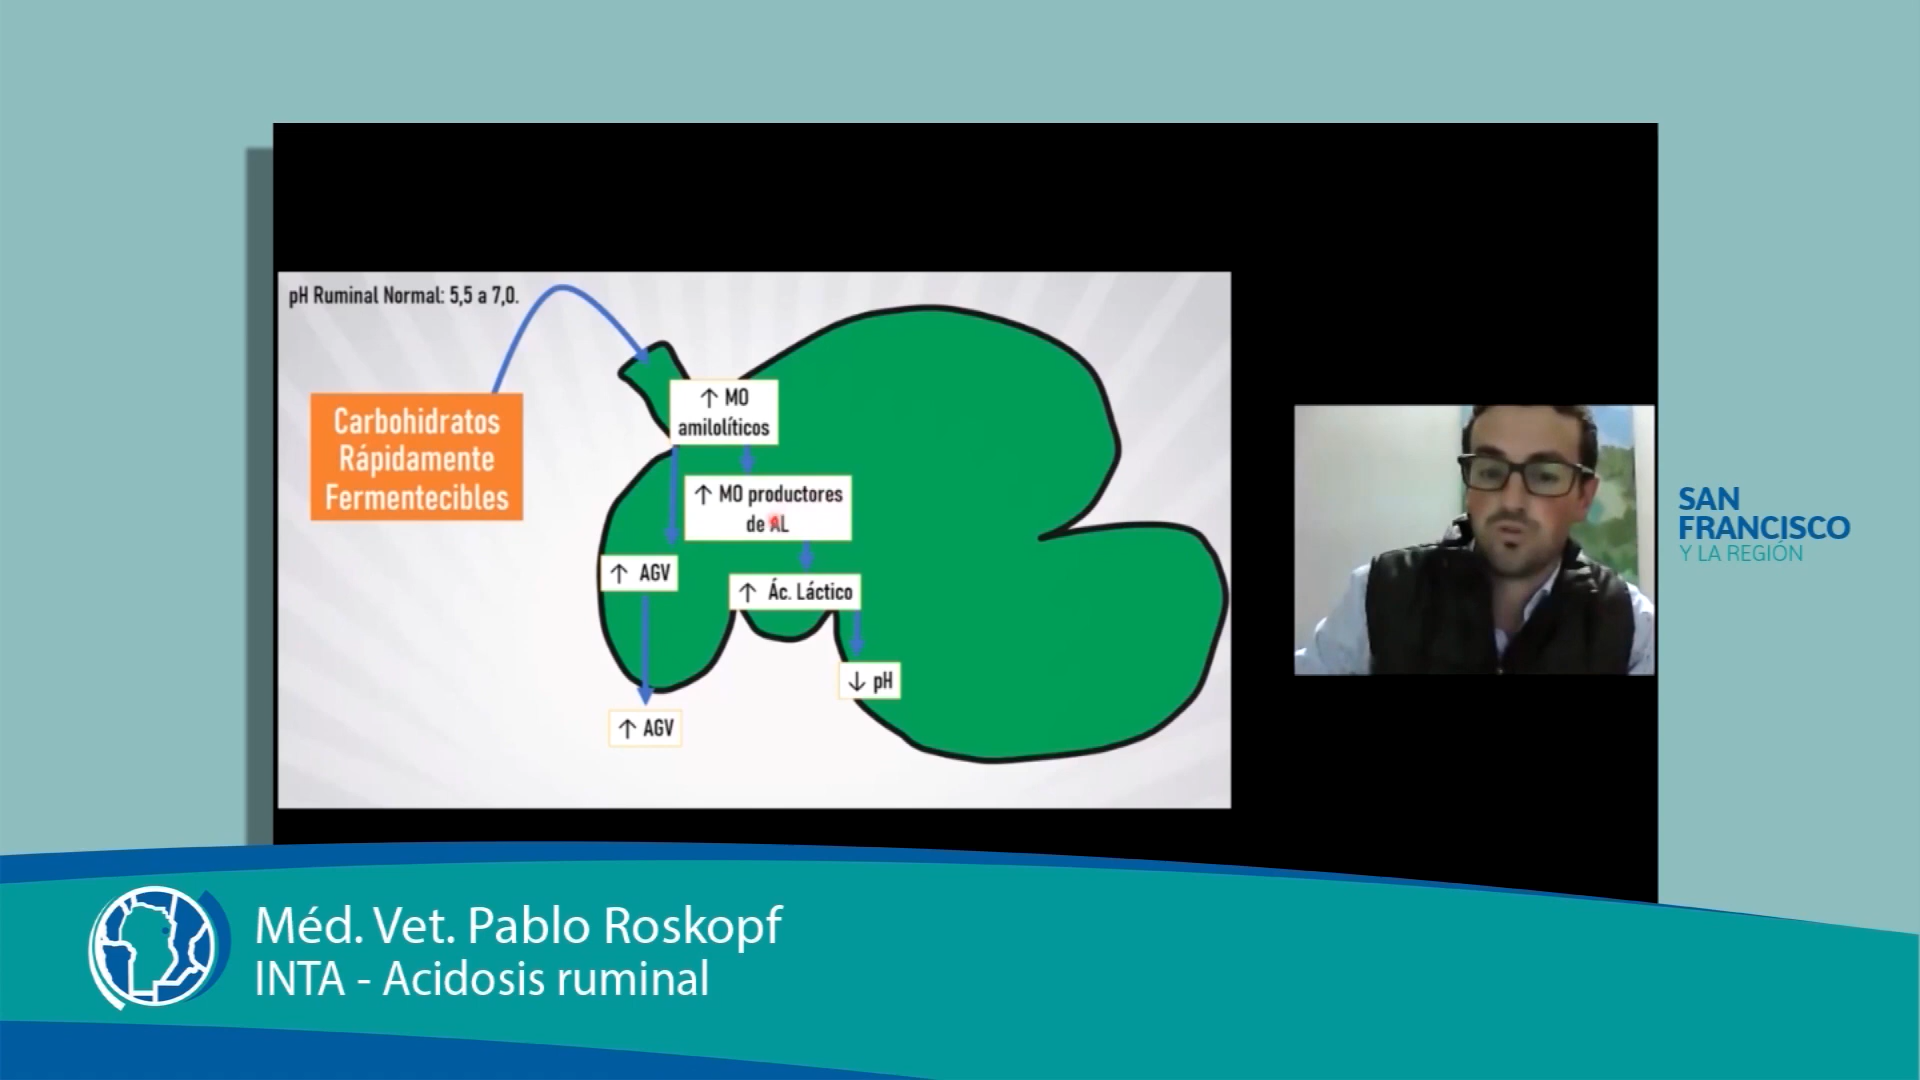 pH Ruminal Normal: 5,5 a 7,0.
Carbohidratos
Rápidamente
Fermentecibles
↑ MO
amilolíticos
↑ MO productores
de AL
↑ AGV
↑ Ác. Láctico
↓ pH
↑ AGV
SAN
FRANCISCO
Y LA REGIÓN
Méd. Vet. Pablo Roskopf
INTA - Acidosis ruminal